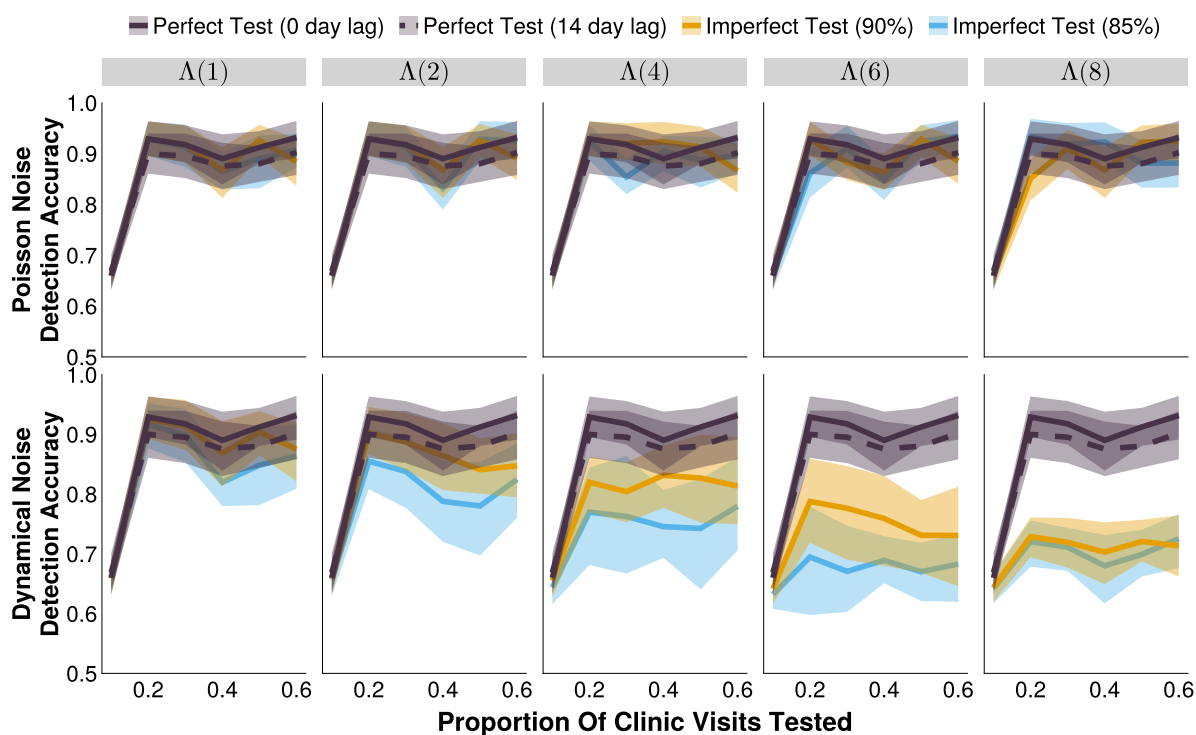 Perfect Test (0 day lag) Perfect Test (14 day lag) Imperfect Test (90%) Imperfect Test (85%)
Λ(1) Λ(2) Λ(4) Λ(6) Λ(8)
Poisson Noise
Detection Accuracy
1.0
0.9
0.8
0.7
0.6
0.5
Dynamical Noise
Detection Accuracy
1.0
0.9
0.8
0.7
0.6
0.5
0.2 0.4 0.6 0.2 0.4 0.6 0.2 0.4 0.6 0.2 0.4 0.6 0.2 0.4 0.6
Proportion Of Clinic Visits Tested